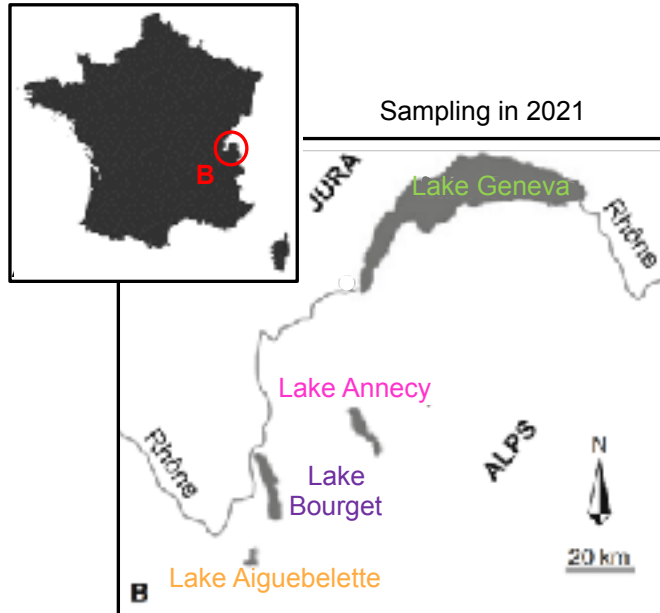 B
Sampling in 2021
JURA
Lake Geneva
Rhône
Lake Annecy
Rhône
ALPS
N
Lake
Bourget
20 km
B
Lake Aiguebelette